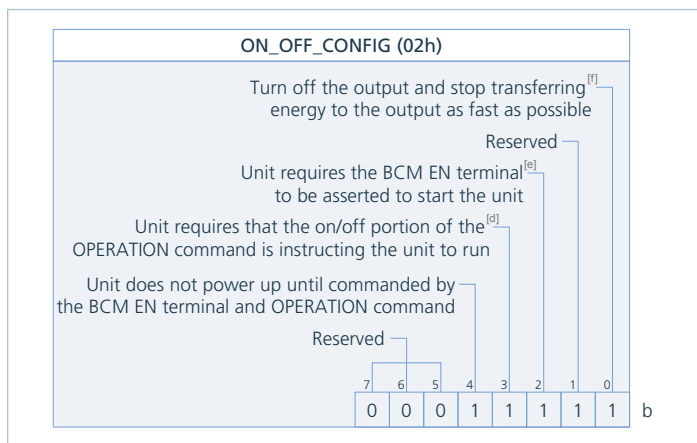 ON_OFF_CONFIG (02h)
Turn off the output and stop transferring[f]
energy to the output as fast as possible
Reserved
Unit requires the BCM EN terminal[e]
to be asserted to start the unit
Unit requires that the on/off portion of the[d]
OPERATION command is instructing the unit to run
Unit does not power up until commanded by
the BCM EN terminal and OPERATION command
Reserved
7 6 5 4 3 2 1 0
0 0 0 1 1 1 1 1 b